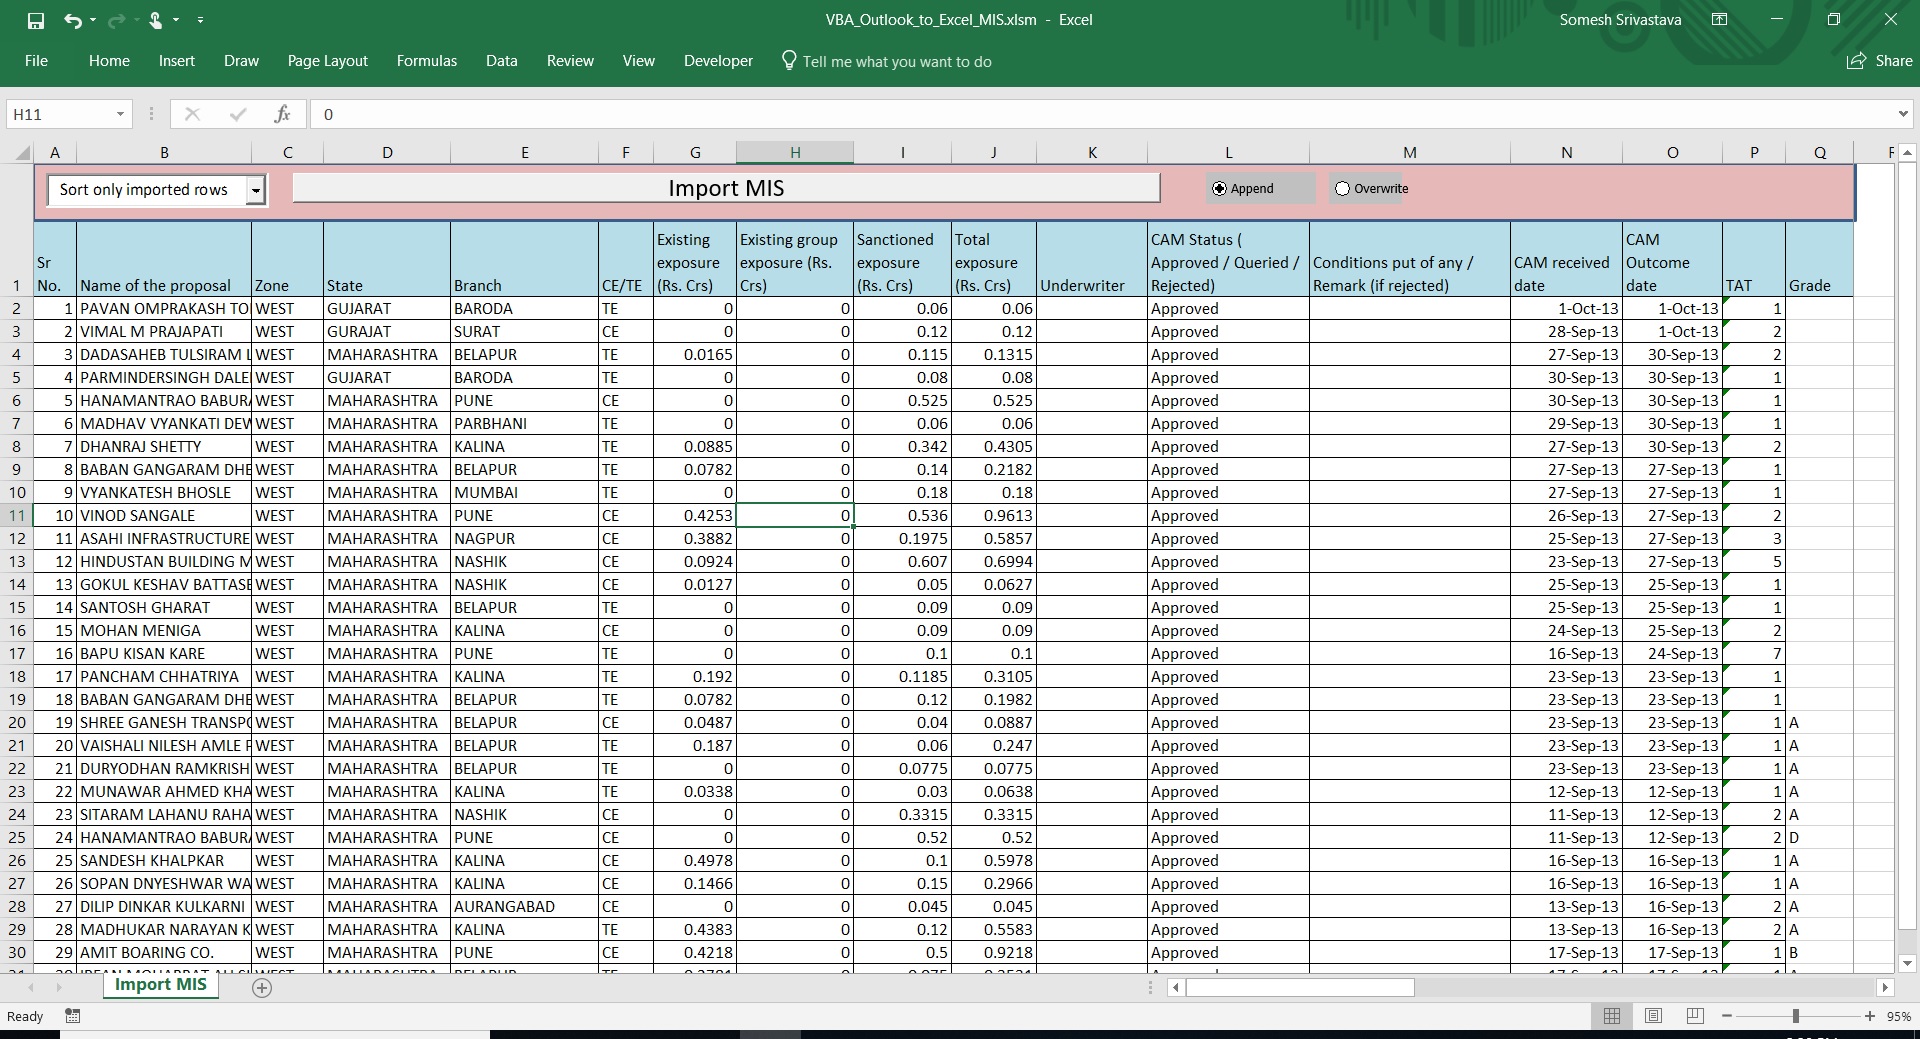 VBA_Outlook_to_Excel_MIS.xlsm - Excel Somesh Srivastava
File Home Insert Draw Page Layout Formulas Data Review View Developer Tell me what you want to do Share
H11 fx 0
A B C D E F G H I J K L M N O P Q
Sort only imported rows Import MIS Append Overwrite
Existing Existing group Sanctioned Total CAM Status ( CAM
Sr exposure exposure (Rs. exposure exposure Approved / Queried / Conditions put of any / CAM received Outcome
1 No. Name of the proposal Zone State Branch CE/TE (Rs. Crs) Crs) (Rs. Crs) (Rs. Crs) Underwriter Rejected) Remark (if rejected) date date TAT Grade
2 1 PAVAN OMPRAKASH TO WEST GUJARAT BARODA TE 0 0 0.06 0.06 Approved 1-Oct-13 1-Oct-13 1
3 2 VIMAL M PRAJAPATI WEST GURAJAT SURAT CE 0 0 0.12 0.12 Approved 28-Sep-13 1-Oct-13 2
4 3 DADASAHEB TULSIRAM WEST MAHARASHTRA BELAPUR TE 0.0165 0 0.115 0.1315 Approved 27-Sep-13 30-Sep-13 2
5 4 PARMINDERSINGH DALE WEST GUJARAT BARODA TE 0 0 0.08 0.08 Approved 30-Sep-13 30-Sep-13 1
6 5 HANAMANTRAO BABUR WEST MAHARASHTRA PUNE CE 0 0 0.525 0.525 Approved 30-Sep-13 30-Sep-13 1
7 6 MADHAV VYANKATI DEW WEST MAHARASHTRA PARBHANI TE 0 0 0.06 0.06 Approved 29-Sep-13 30-Sep-13 1
8 7 DHANRAJ SHETTY WEST MAHARASHTRA KALINA TE 0.0885 0 0.342 0.4305 Approved 27-Sep-13 30-Sep-13 2
9 8 BABAN GANGARAM DHE WEST MAHARASHTRA BELAPUR TE 0.0782 0 0.14 0.2182 Approved 27-Sep-13 27-Sep-13 1
10 9 VYANKATESH BHOSLE WEST MAHARASHTRA MUMBAI TE 0 0 0.18 0.18 Approved 27-Sep-13 27-Sep-13 1
11 10 VINOD SANGALE WEST MAHARASHTRA PUNE CE 0.4253 0 0.536 0.9613 Approved 26-Sep-13 27-Sep-13 2
12 11 ASAHI INFRASTRUCTURE WEST MAHARASHTRA NAGPUR CE 0.3882 0 0.1975 0.5857 Approved 25-Sep-13 27-Sep-13 3
13 12 HINDUSTAN BUILDING M WEST MAHARASHTRA NASHIK CE 0.0924 0 0.607 0.6994 Approved 23-Sep-13 27-Sep-13 5
14 13 GOKUL KESHAV BATTASE WEST MAHARASHTRA NASHIK CE 0.0127 0 0.05 0.0627 Approved 25-Sep-13 25-Sep-13 1
15 14 SANTOSH GHARAT WEST MAHARASHTRA BELAPUR TE 0 0 0.09 0.09 Approved 25-Sep-13 25-Sep-13 1
16 15 MOHAN MENIGA WEST MAHARASHTRA KALINA CE 0 0 0.09 0.09 Approved 24-Sep-13 25-Sep-13 2
17 16 BAPU KISAN KARE WEST MAHARASHTRA PUNE TE 0 0 0.1 0.1 Approved 16-Sep-13 24-Sep-13 7
18 17 PANCHAM CHHATRIYA WEST MAHARASHTRA KALINA TE 0.192 0 0.1185 0.3105 Approved 23-Sep-13 23-Sep-13 1
19 18 BABAN GANGARAM DHE WEST MAHARASHTRA BELAPUR TE 0.0782 0 0.12 0.1982 Approved 23-Sep-13 23-Sep-13 1
20 19 SHREE GANESH TRANSP WEST MAHARASHTRA BELAPUR CE 0.0487 0 0.04 0.0887 Approved 23-Sep-13 23-Sep-13 1 A
21 20 VAISHALI NILESH AMLE WEST MAHARASHTRA BELAPUR TE 0.187 0 0.06 0.247 Approved 23-Sep-13 23-Sep-13 1 A
22 21 DURYODHAN RAMKRISH WEST MAHARASHTRA BELAPUR TE 0 0 0.0775 0.0775 Approved 23-Sep-13 23-Sep-13 1 A
23 22 MUNAWAR AHMED KHA WEST MAHARASHTRA KALINA TE 0.0338 0 0.03 0.0638 Approved 12-Sep-13 12-Sep-13 1 A
24 23 SITARAM LAHANU RAHA WEST MAHARASHTRA NASHIK CE 0 0 0.3315 0.3315 Approved 11-Sep-13 12-Sep-13 2 A
25 24 HANAMANTRAO BABUR WEST MAHARASHTRA PUNE CE 0 0 0.52 0.52 Approved 11-Sep-13 12-Sep-13 2 D
26 25 SANDESH KHALPKAR WEST MAHARASHTRA KALINA CE 0.4978 0 0.1 0.5978 Approved 16-Sep-13 16-Sep-13 1 A
27 26 SOPAN DNYESHWAR WA WEST MAHARASHTRA KALINA CE 0.1466 0 0.15 0.2966 Approved 16-Sep-13 16-Sep-13 1 A
28 27 DILIP DINKAR KULKARNI WEST MAHARASHTRA AURANGABAD CE 0 0 0.045 0.045 Approved 13-Sep-13 16-Sep-13 2 A
29 28 MADHUKAR NARAYAN K WEST MAHARASHTRA KALINA TE 0.4383 0 0.12 0.5583 Approved 13-Sep-13 16-Sep-13 2 A
30 29 AMIT BOARING CO. WEST MAHARASHTRA PUNE CE 0.4218 0 0.5 0.9218 Approved 17-Sep-13 17-Sep-13 1 B
Import MIS
Ready 95%